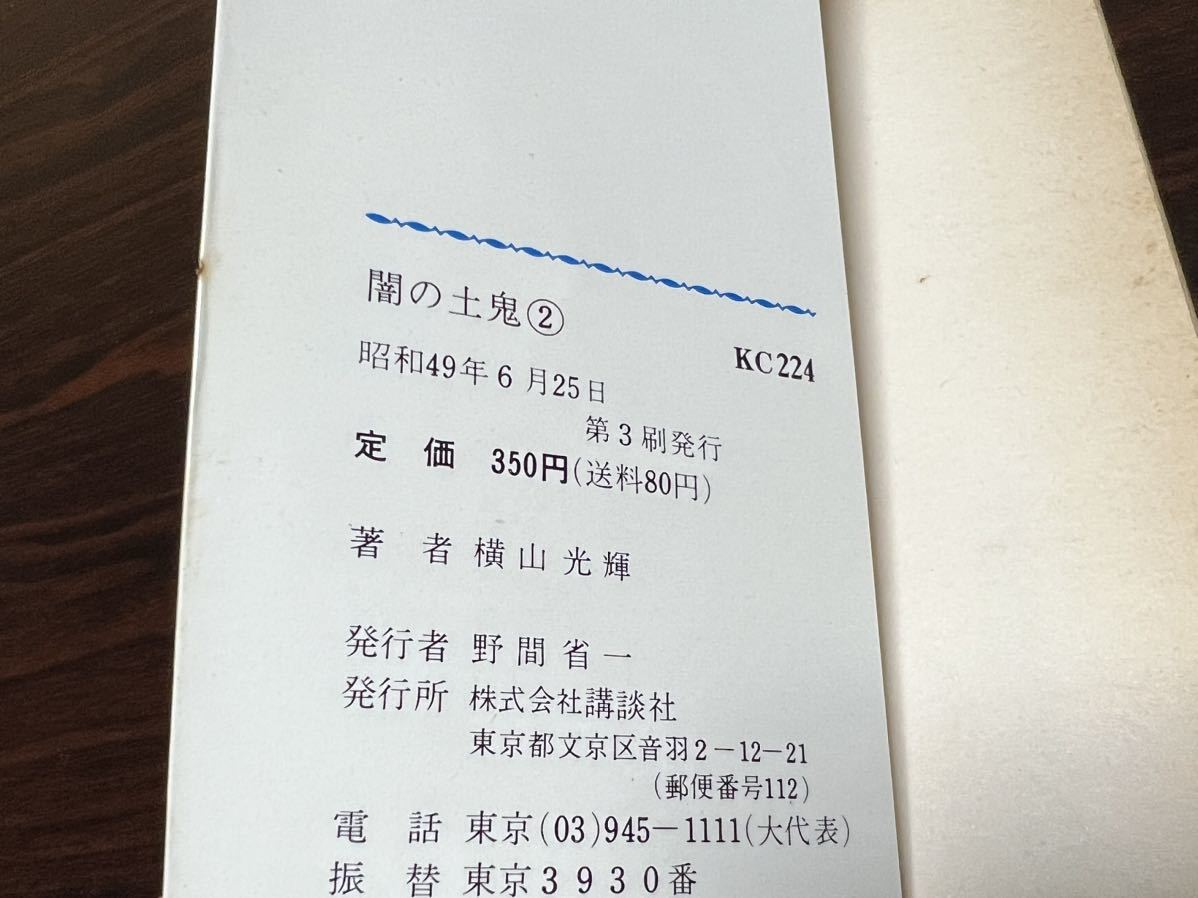 闇の土鬼②
KC224
昭和49年6月25日
第3刷発行
定 価 350円(送料80円)
著 者 横山光輝
発行者 野間省一
発行所 株式会社講談社
東京都文京区音羽2-12-21
(郵便番号112)
電 話 東京(03)945-1111(大代表)
振 替 東京3930番